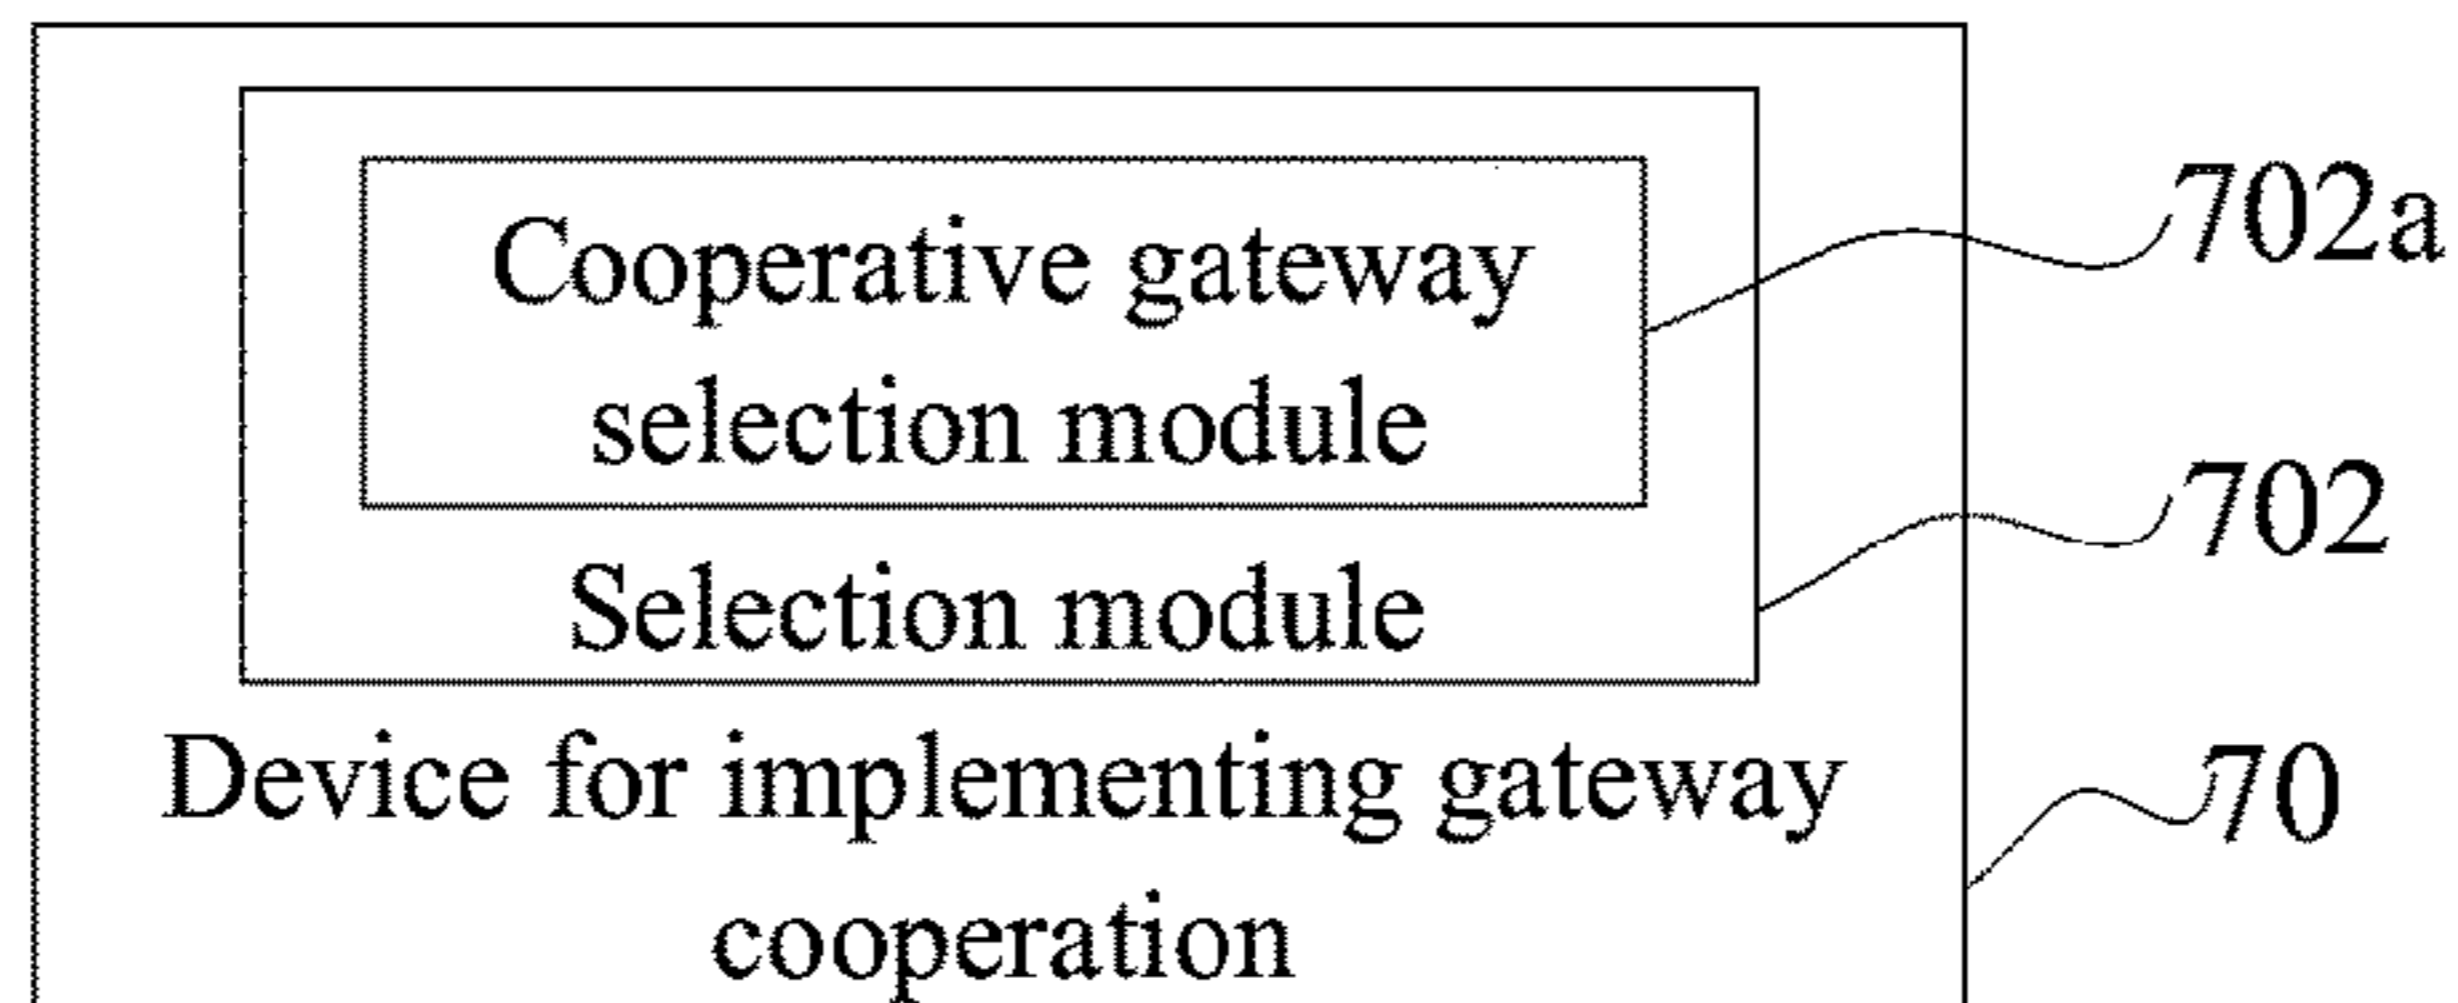 Cooperative gateway
selection module
702a
Selection module
702
Device for implementing gateway
cooperation
70